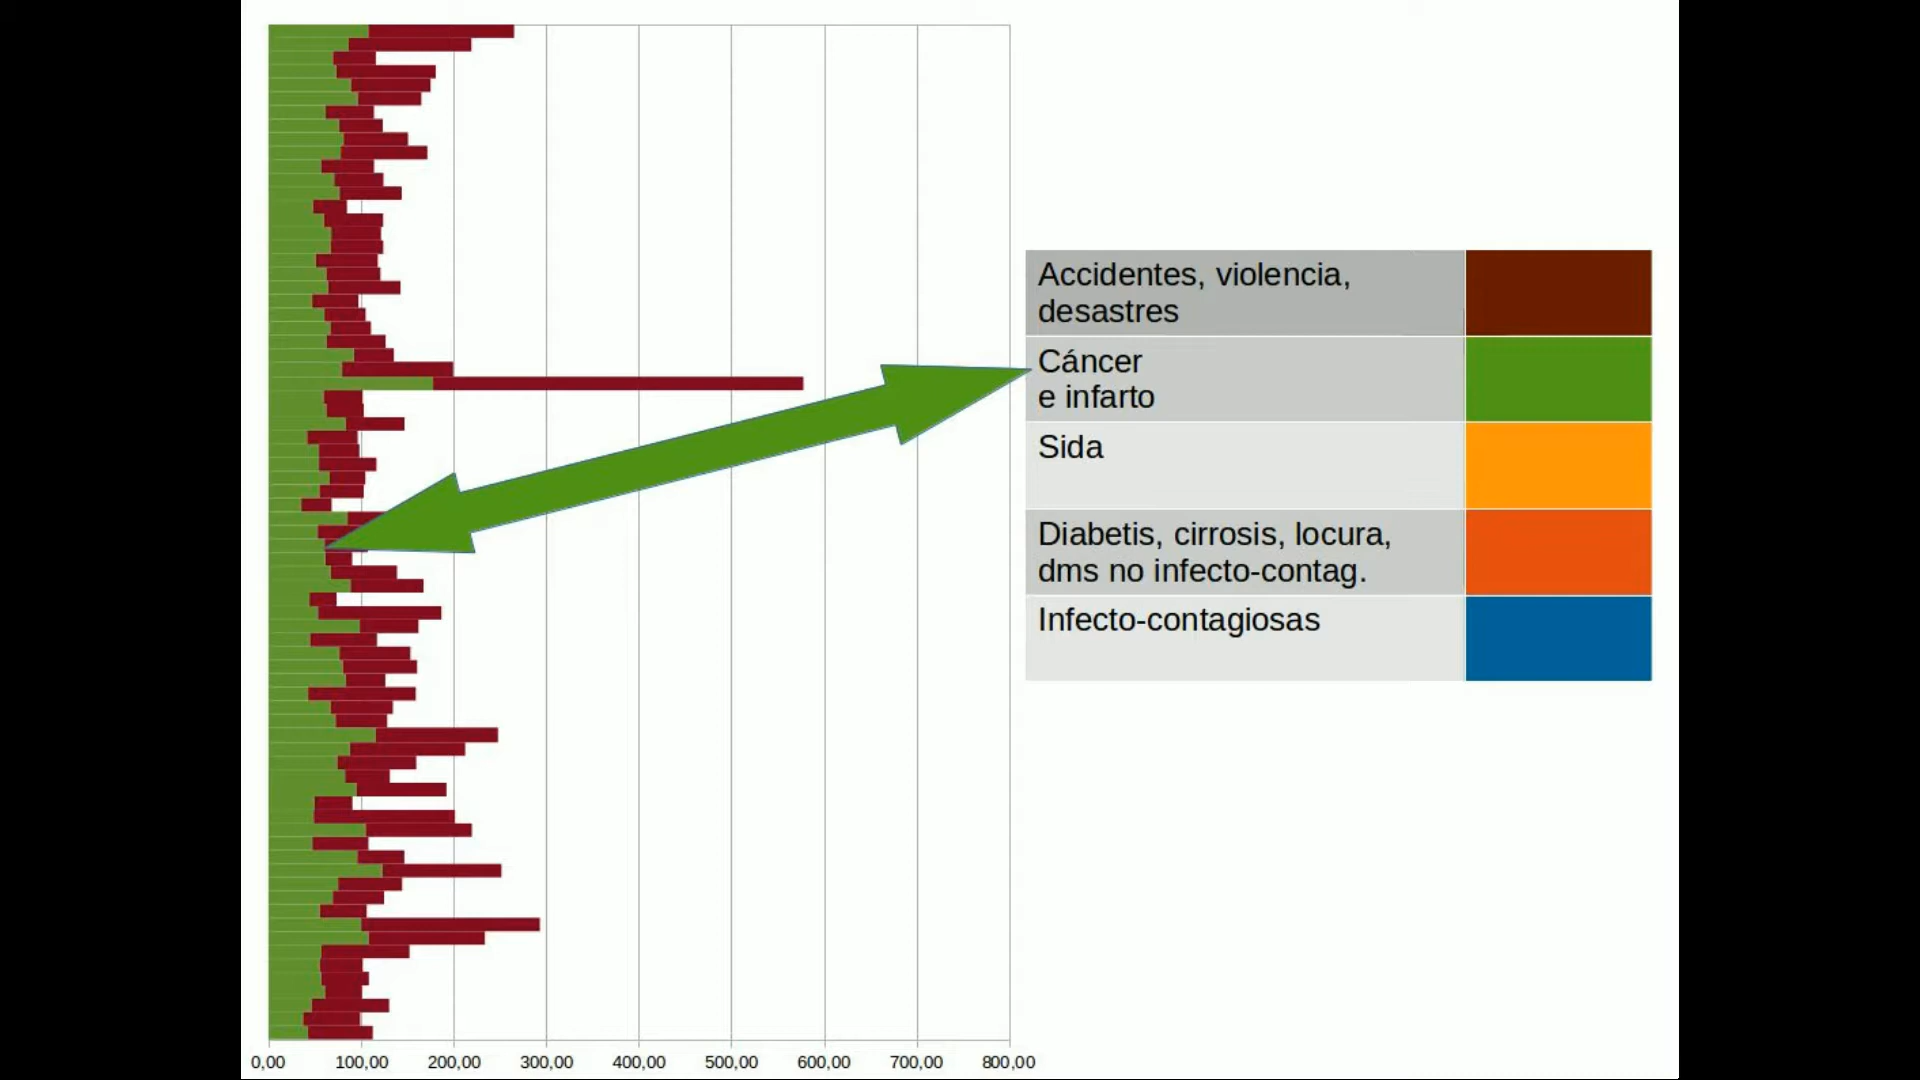 Accidentes, violencia,
desastres
Cáncer
e infarto
Sida
Diabetis, cirrosis, locura,
dms no infecto-contag.
Infecto-contagiosas
0,00 100,00 200,00 300,00 400,00 500,00 600,00 700,00 800,00